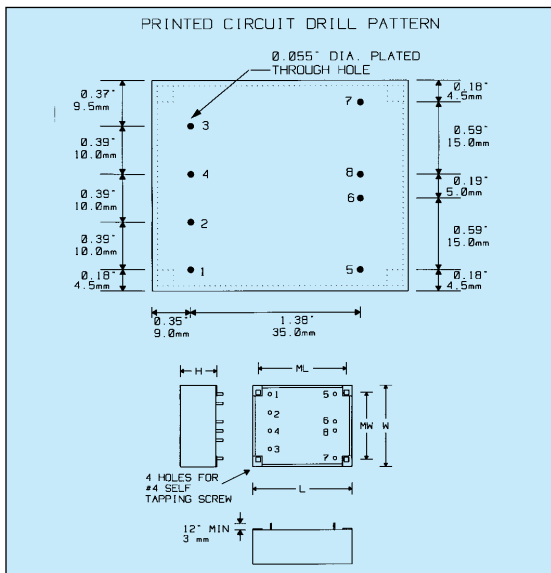 PRINTED CIRCUIT DRILL PATTERN
0.055" DIA. PLATED
THROUGH HOLE
0.37"
9.5mm
0.39"
10.0mm
0.39"
10.0mm
0.39"
10.0mm
0.18"
4.5mm
3
4
2
1
7
8
6
5
0.18"
4.5mm
0.59"
15.0mm
0.19"
5.0mm
0.59"
15.0mm
0.18"
4.5mm
0.35"
9.0mm
1.38"
35.0mm
H
ML
1
2
4
3
5
6
8
7
MW
W
4 HOLES FOR
#4 SELF
TAPPING SCREW
L
12" MIN
3 mm